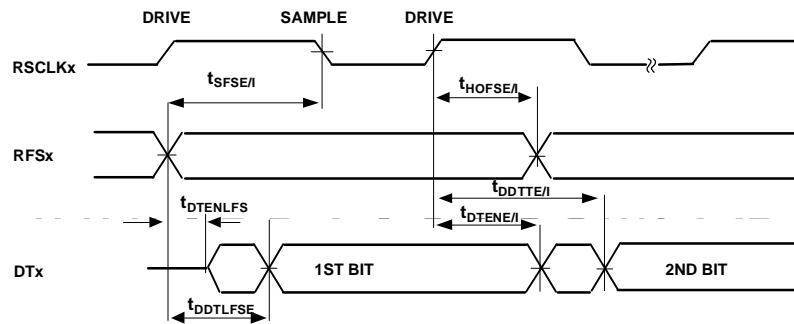 DRIVE SAMPLE DRIVE
RSCLKx
tSFSE/I
tHOFSE/I
RFSx
tDDTTE/I
tDTENLFS
tDTENE/I
DTx
1ST BIT
2ND BIT
tDDTLFSE